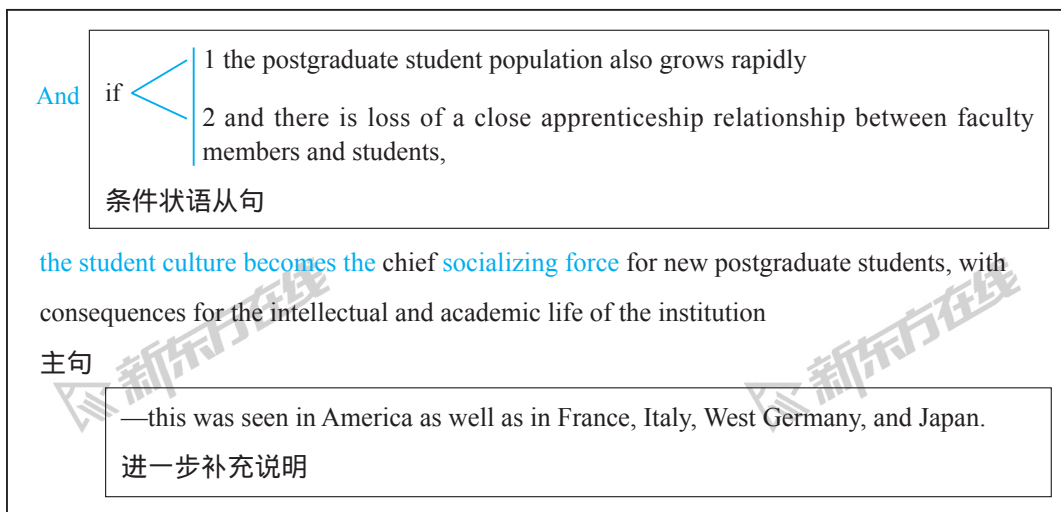 And if 1 the postgraduate student population also grows rapidly
2 and there is loss of a close apprenticeship relationship between faculty
members and students,
条件状语从句
the student culture becomes the chief socializing force for new postgraduate students, with
consequences for the intellectual and academic life of the institution
主句
—this was seen in America as well as in France, Italy, West Germany, and Japan.
进一步补充说明
新东方在线
新东方在线